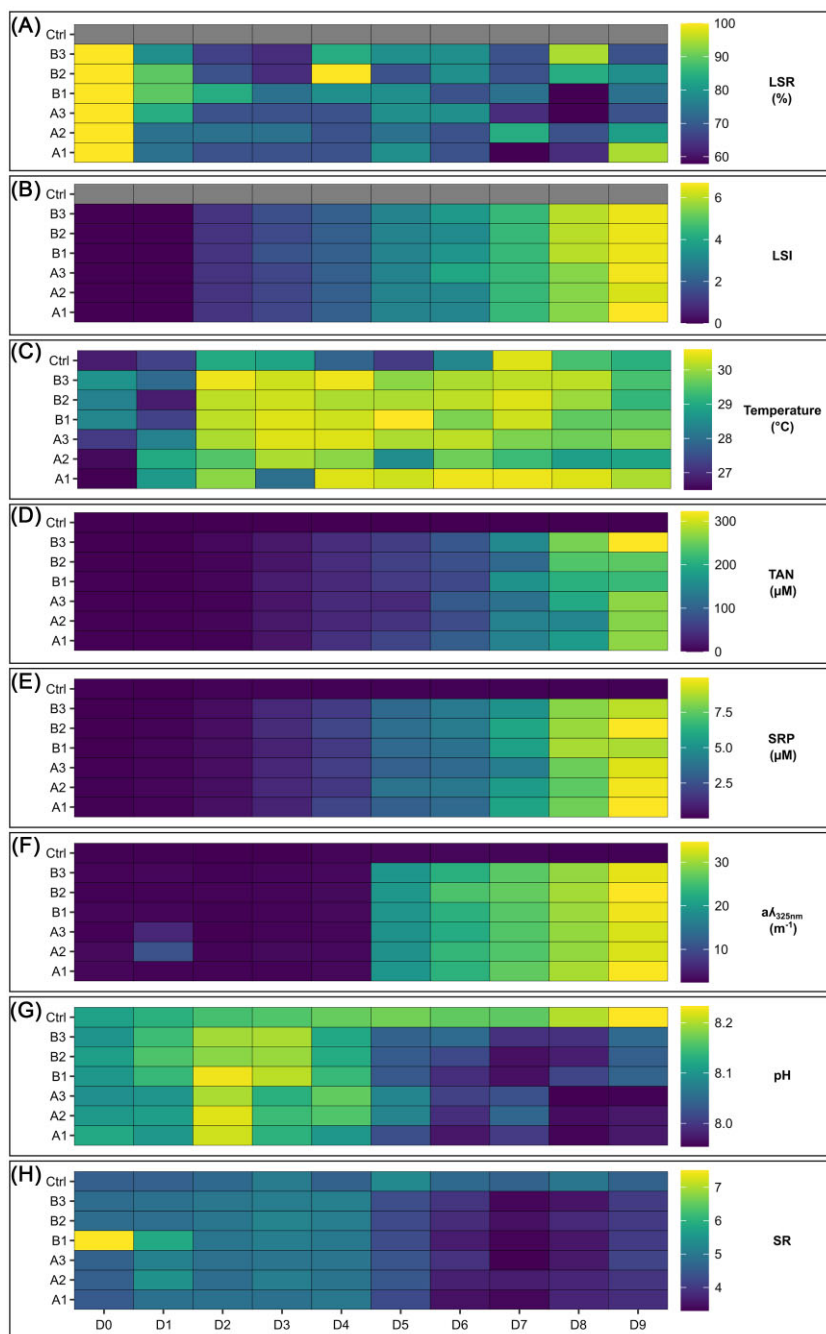 (A)
Ctrl
B3
B2
B1
A3
A2
A1
100
90
80
70
60
LSR
(%)
(B)
Ctrl
B3
B2
B1
A3
A2
A1
6
4
2
0
LSI
(C)
Ctrl
B3
B2
B1
A3
A2
A1
30
29
28
27
Temperature
(°C)
(D)
Ctrl
B3
B2
B1
A3
A2
A1
300
200
100
0
TAN
(µM)
(E)
Ctrl
B3
B2
B1
A3
A2
A1
7.5
5.0
2.5
SRP
(µM)
(F)
Ctrl
B3
B2
B1
A3
A2
A1
30
20
10
aʎ325nm
(m⁻¹)
(G)
Ctrl
B3
B2
B1
A3
A2
A1
8.2
8.1
8.0
pH
(H)
Ctrl
B3
B2
B1
A3
A2
A1
7
6
5
4
SR
D0 D1 D2 D3 D4 D5 D6 D7 D8 D9